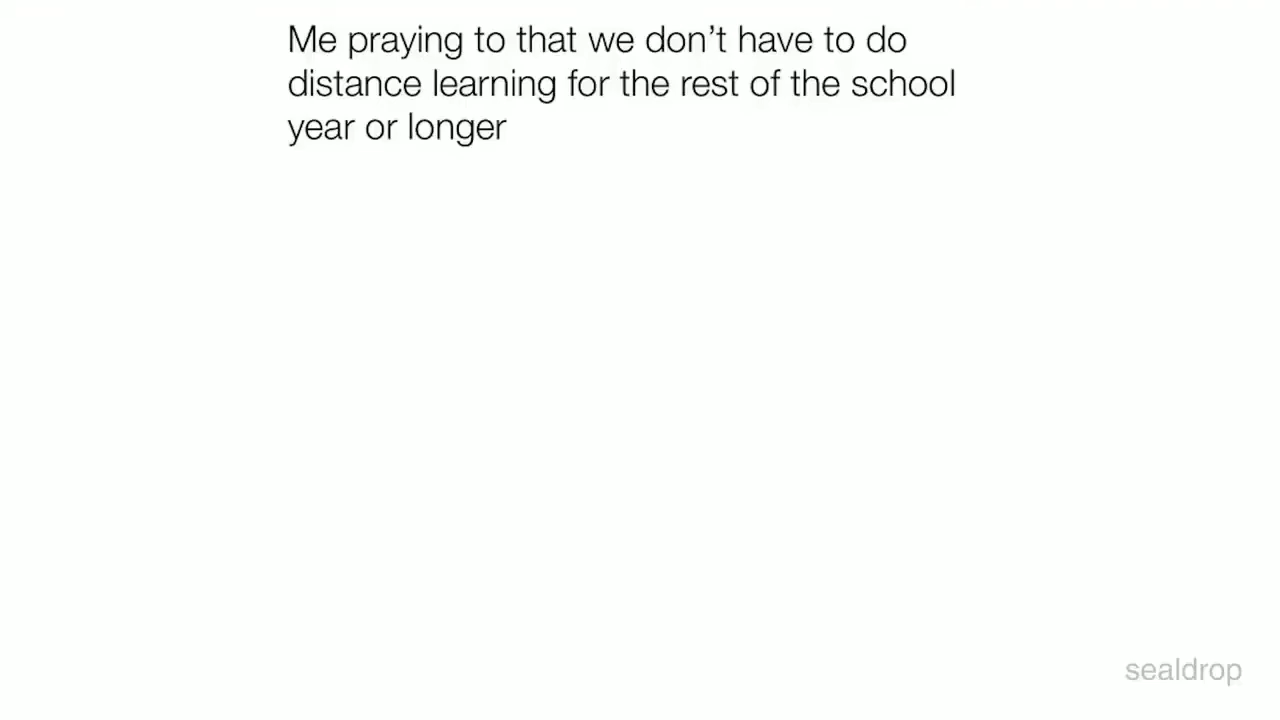 Me praying to that we don’t have to do
distance learning for the rest of the school
year or longer
sealdrop